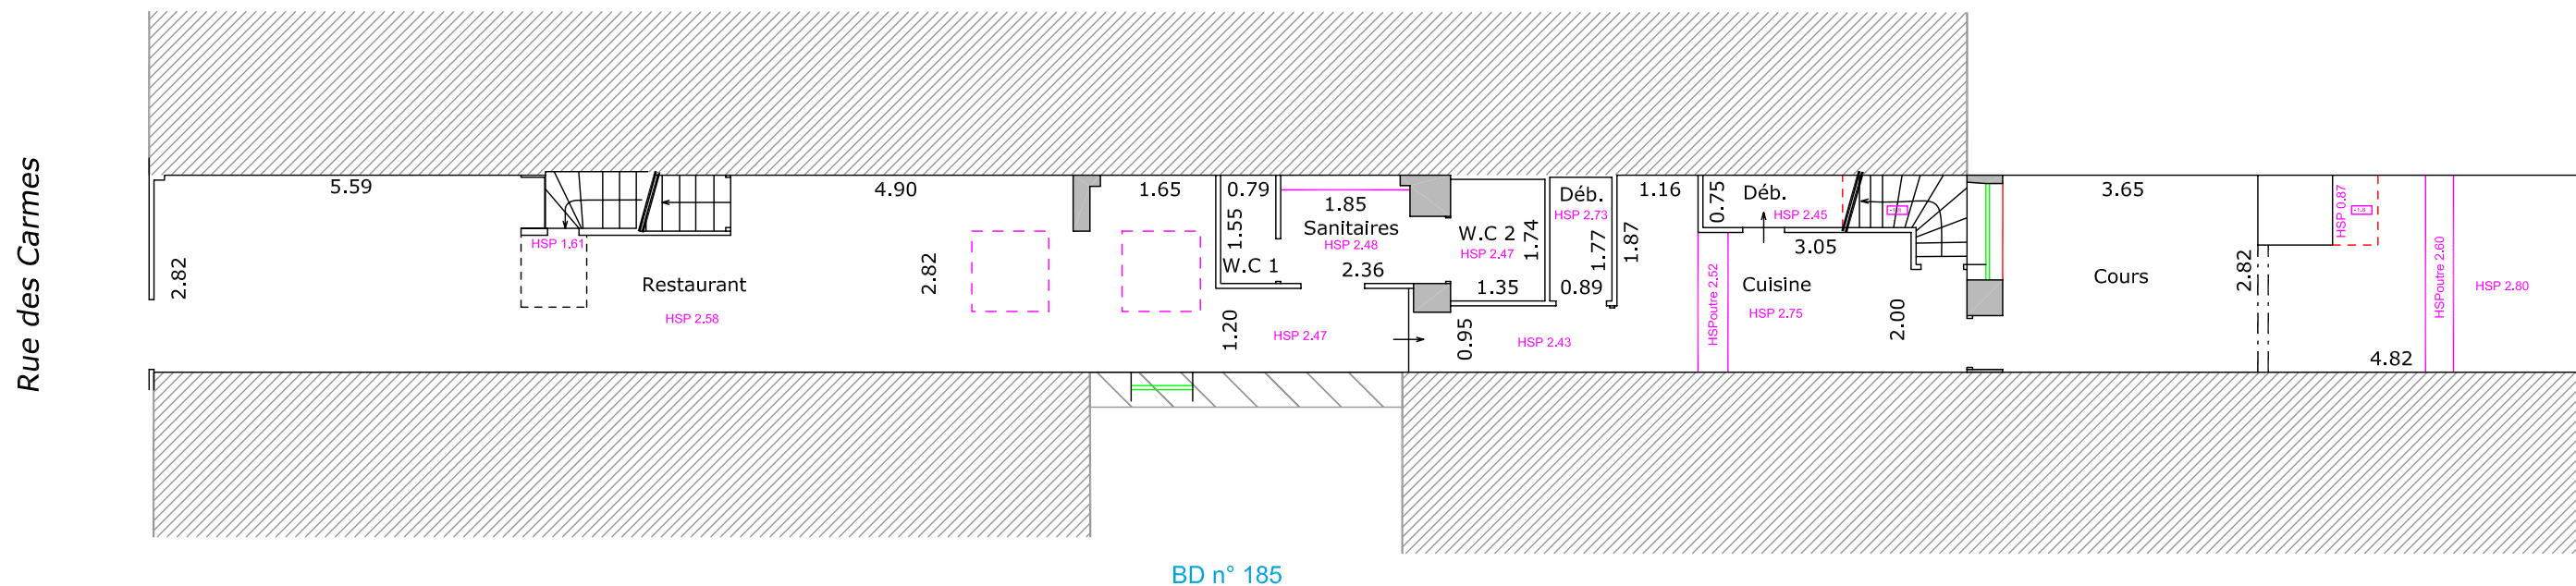 Rue des Carmes
5.59
2.82
HSP 1.61
Restaurant
HSP 2.58
4.90
2.82
1.65
0.79
1.55
W.C 1
1.85
Sanitaires
HSP 2.48
2.36
1.20
HSP 2.47
W.C 2
HSP 2.47
1.74
1.35
Déb.
HSP 2.73
1.77
0.89
0.95
HSP 2.43
1.16
1.87
0.75
Déb.
HSP 2.45
3.05
HSPoutre 2.52
Cuisine
HSP 2.75
2.00
3.65
Cours
2.82
HSP 0.87
4.82
HSPoutre 2.60
HSP 2.80
BD n° 185